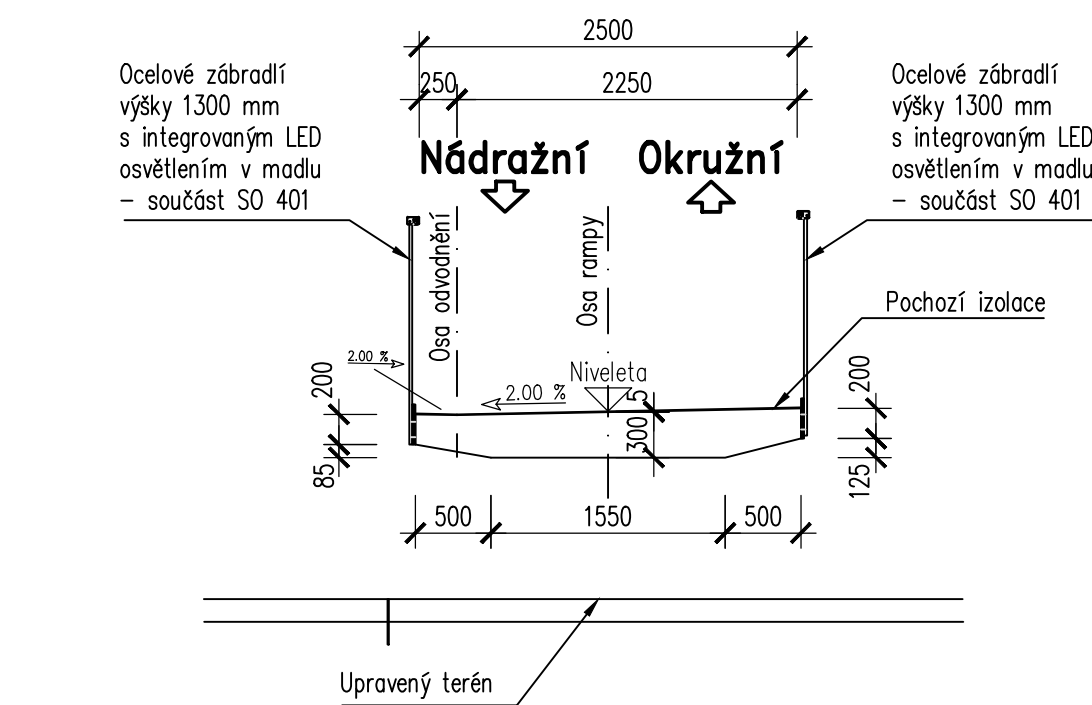 2500
250
2250
Ocelové zábradlí
výšky 1300 mm
s integrovaným LED
osvětlením v madlu
– součást SO 401
Ocelové zábradlí
výšky 1300 mm
s integrovaným LED
osvětlením v madlu
– součást SO 401
Nádražní
Okružní
Osa odvodnění
Osa rampy
Pochozí izolace
2.00 %
Niveleta
2.00 %
200
85
5
300
200
125
500
1550
500
Upravený terén